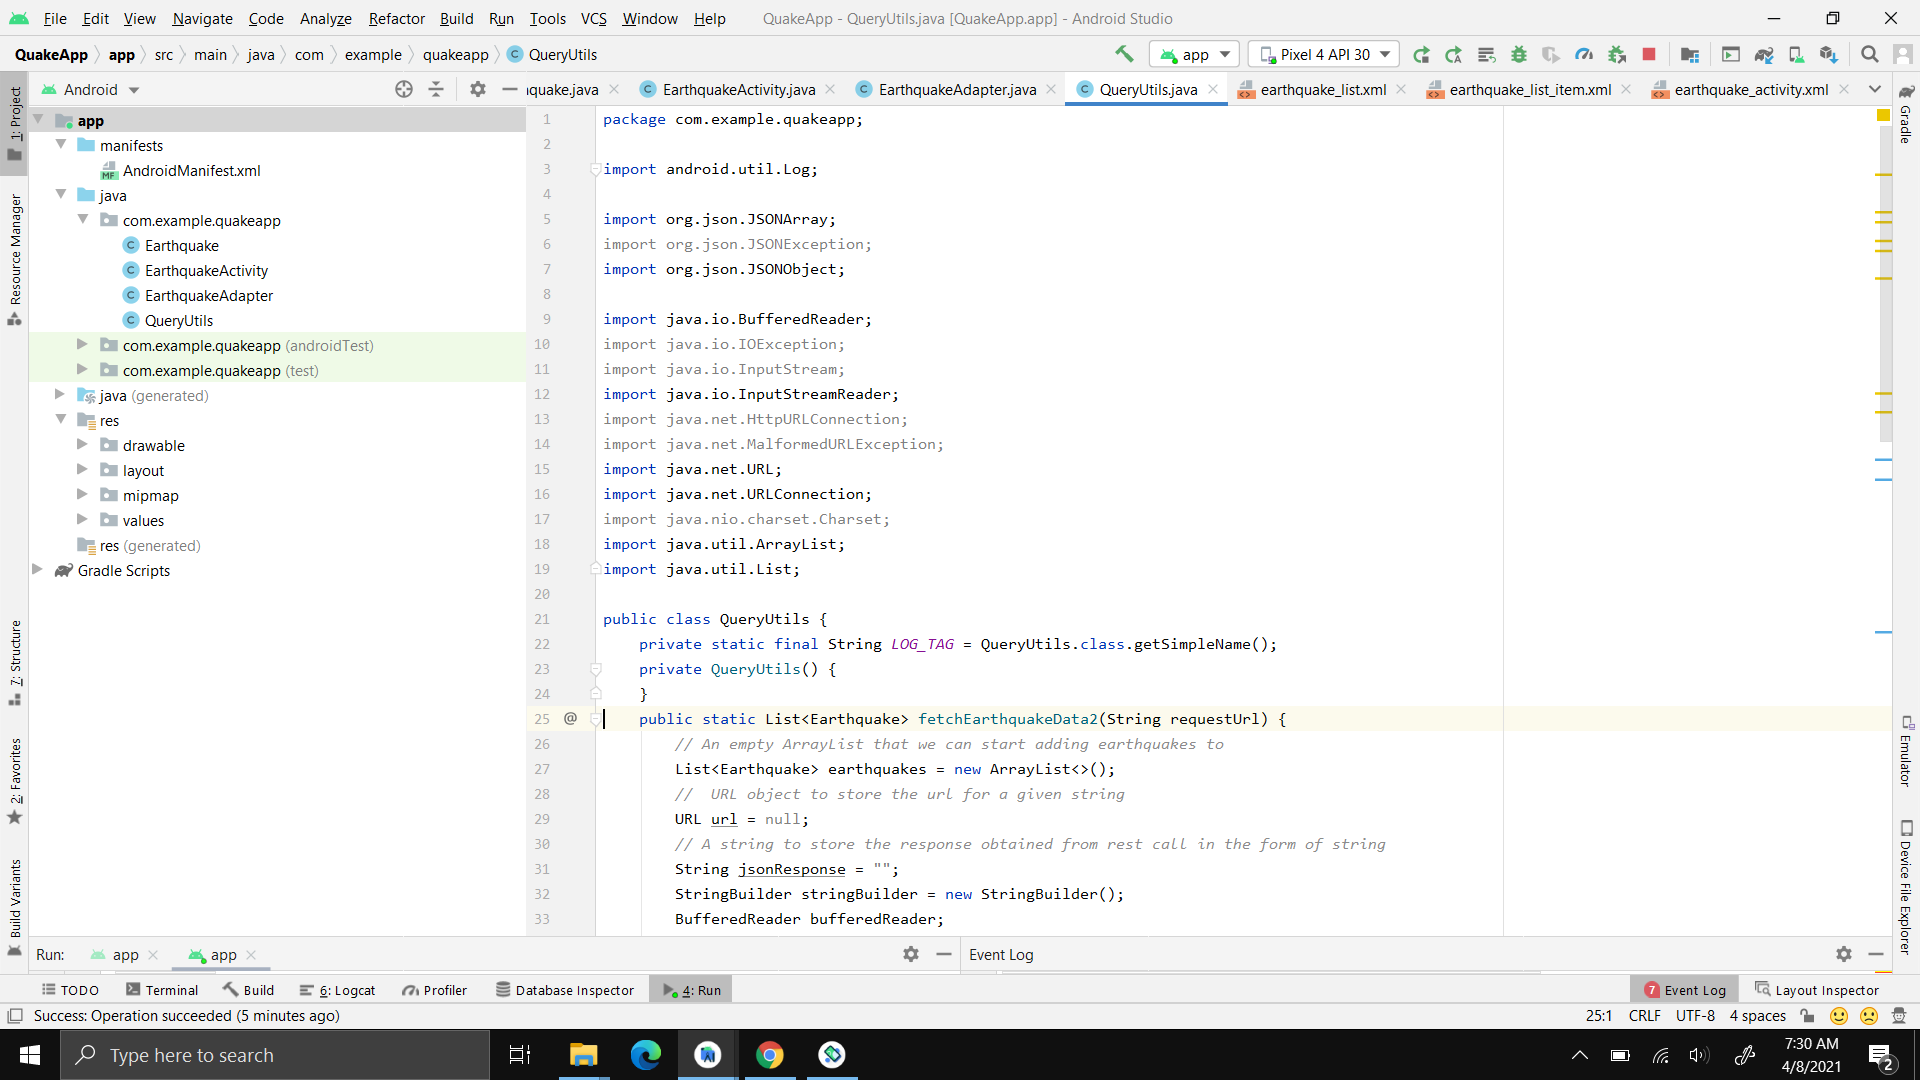 File Edit View Navigate Code Analyze Refactor Build Run Tools VCS Window Help QuakeApp - QueryUtils.java [QuakeApp.app] - Android Studio
QuakeApp app src main java com example quakeapp QueryUtils app Pixel 4 API 30
Android quake.java EarthquakeActivity.java EarthquakeAdapter.java QueryUtils.java earthquake_list.xml earthquake_list_item.xml earthquake_activity.xml
1: Project
Resource Manager
7: Structure
2: Favorites
Build Variants
app
manifests
AndroidManifest.xml
java
com.example.quakeapp
Earthquake
EarthquakeActivity
EarthquakeAdapter
QueryUtils
com.example.quakeapp (androidTest)
com.example.quakeapp (test)
java (generated)
res
drawable
layout
mipmap
values
res (generated)
Gradle Scripts
1 package com.example.quakeapp;
2
3 import android.util.Log;
4
5 import org.json.JSONArray;
6 import org.json.JSONException;
7 import org.json.JSONObject;
8
9 import java.io.BufferedReader;
10 import java.io.IOException;
11 import java.io.InputStream;
12 import java.io.InputStreamReader;
13 import java.net.HttpURLConnection;
14 import java.net.MalformedURLException;
15 import java.net.URL;
16 import java.net.URLConnection;
17 import java.nio.charset.Charset;
18 import java.util.ArrayList;
19 import java.util.List;
20
21 public class QueryUtils {
22 private static final String LOG_TAG = QueryUtils.class.getSimpleName();
23 private QueryUtils() {
24 }
25 @ public static List<Earthquake> fetchEarthquakeData2(String requestUrl) {
26 // An empty ArrayList that we can start adding earthquakes to
27 List<Earthquake> earthquakes = new ArrayList<>();
28 // URL object to store the url for a given string
29 URL url = null;
30 // A string to store the response obtained from rest call in the form of string
31 String jsonResponse = "";
32 StringBuilder stringBuilder = new StringBuilder();
33 BufferedReader bufferedReader;
Gradle
Emulator
Device File Explorer
Run: app app Event Log
TODO Terminal Build 6: Logcat Profiler Database Inspector 4: Run 7 Event Log Layout Inspector
Success: Operation succeeded (5 minutes ago) 25:1 CRLF UTF-8 4 spaces
Type here to search 7:30 AM
4/8/2021 2